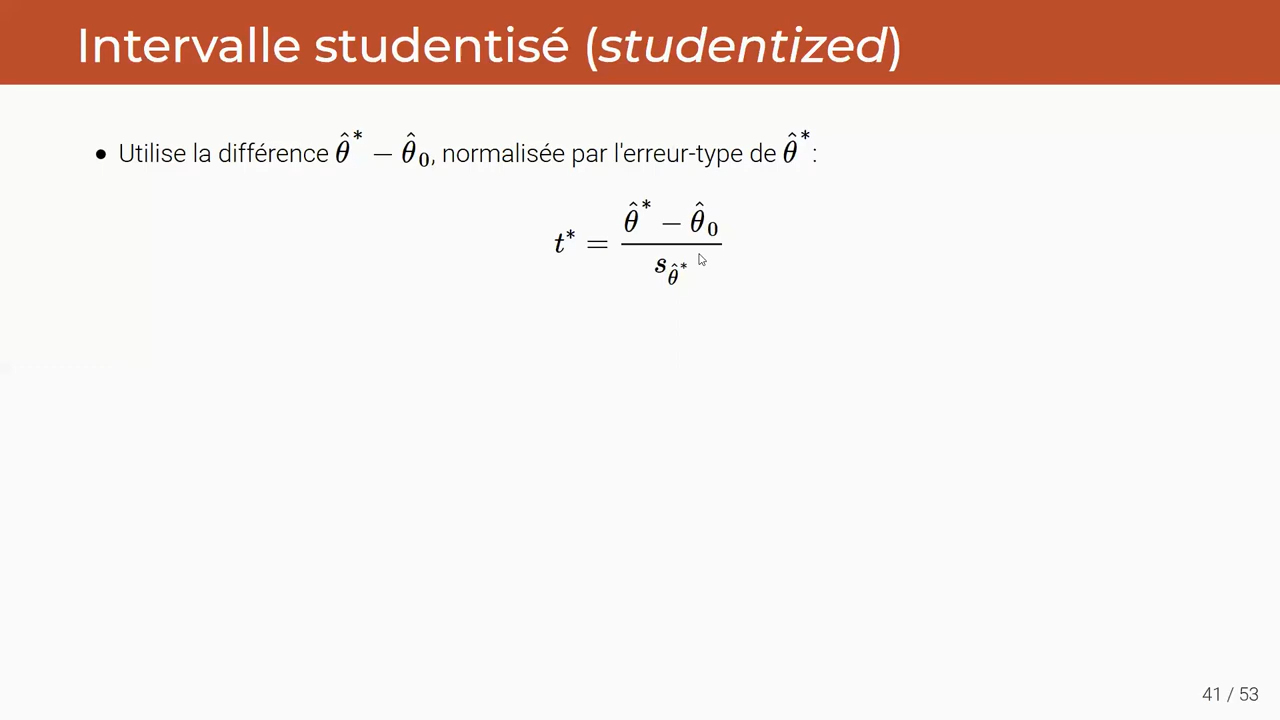 Intervalle studentisé (studentized)
• Utilise la différence θ̂* − θ̂₀, normalisée par l'erreur-type de θ̂*:
t* = (θ̂* − θ̂₀) / s_θ̂*
41 / 53